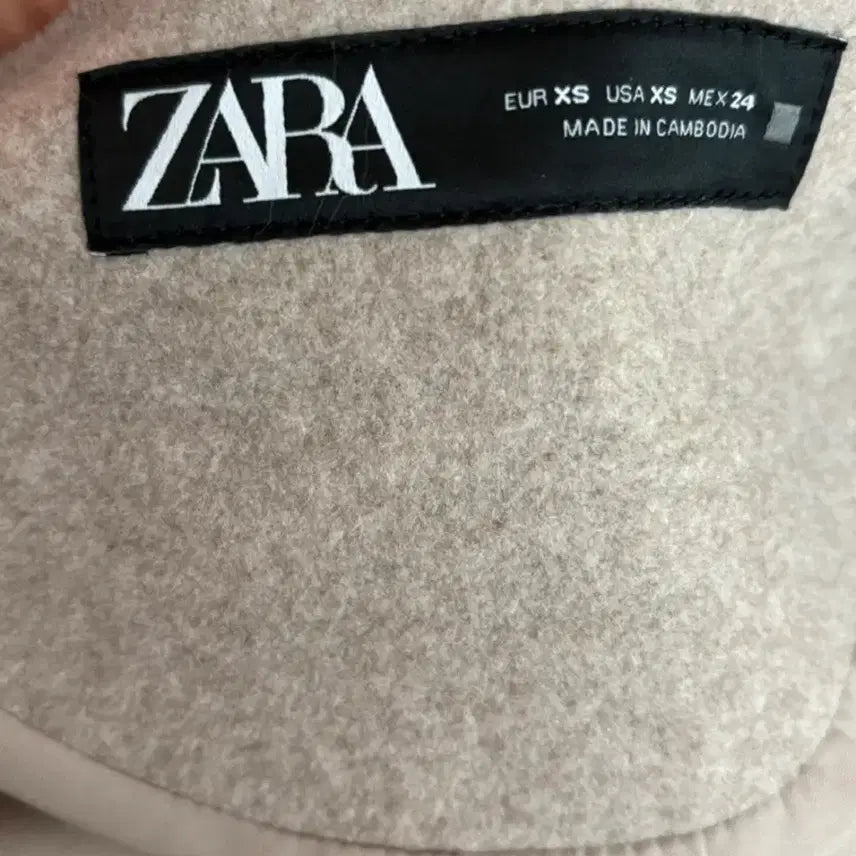 ZARA
EUR XS USA XS MEX 24
MADE IN CAMBODIA